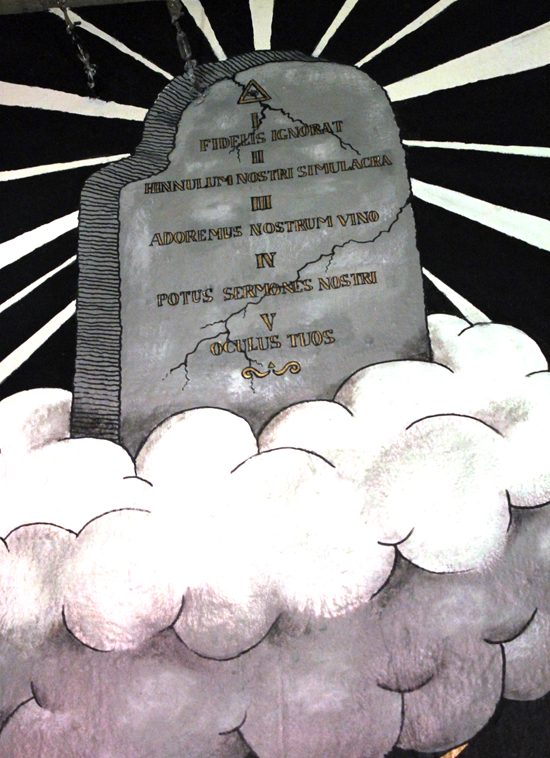 I
FIDELIS IGNORAT
II
HINNULUM NOSTRI SIMULACRA
III
ADOREMUS NOSTRUM VINO
IV
POTUS SERMONES NOSTRI
V
OCULUS TUOS